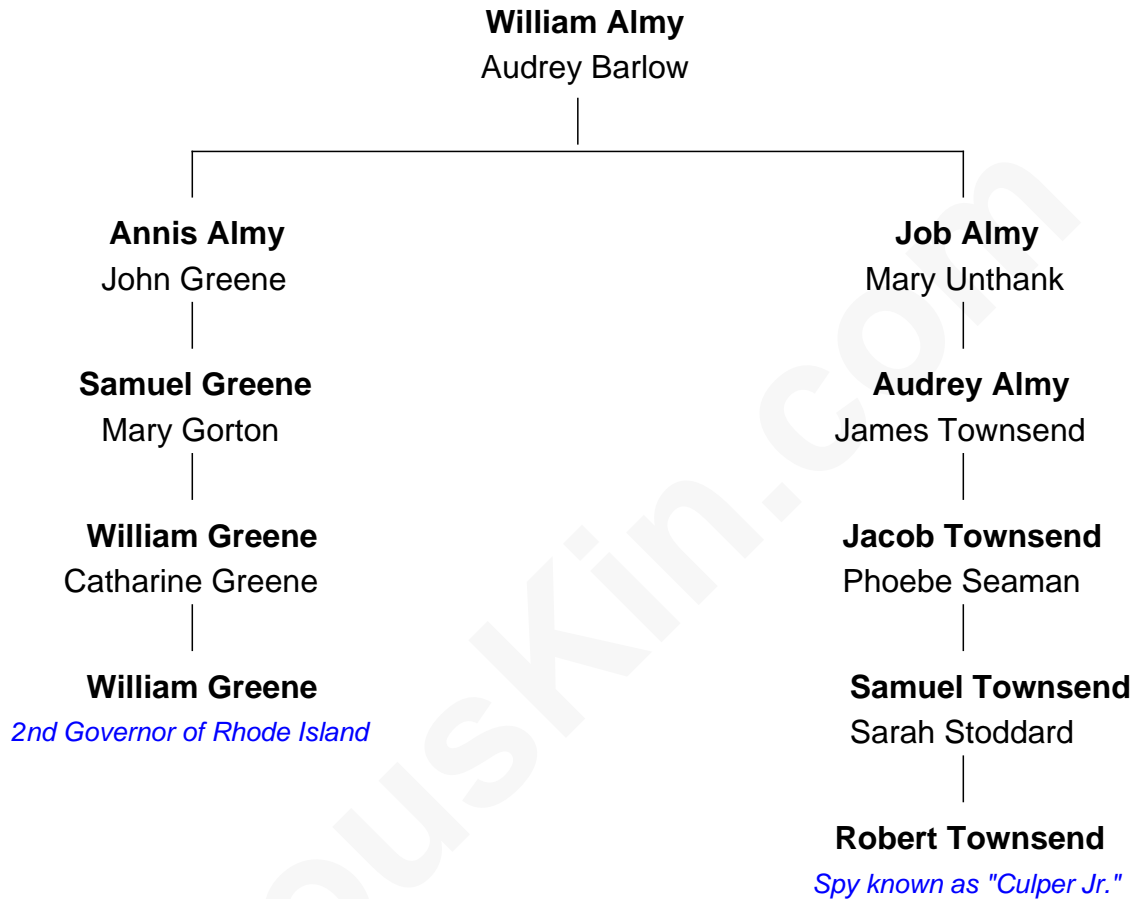 William Almy
Audrey Barlow
Annis Almy
John Greene
Job Almy
Mary Unthank
Samuel Greene
Mary Gorton
Audrey Almy
James Townsend
William Greene
Catharine Greene
Jacob Townsend
Phoebe Seaman
William Greene
2nd Governor of Rhode Island
Samuel Townsend
Sarah Stoddard
Robert Townsend
Spy known as "Culper Jr."
ousKin.com